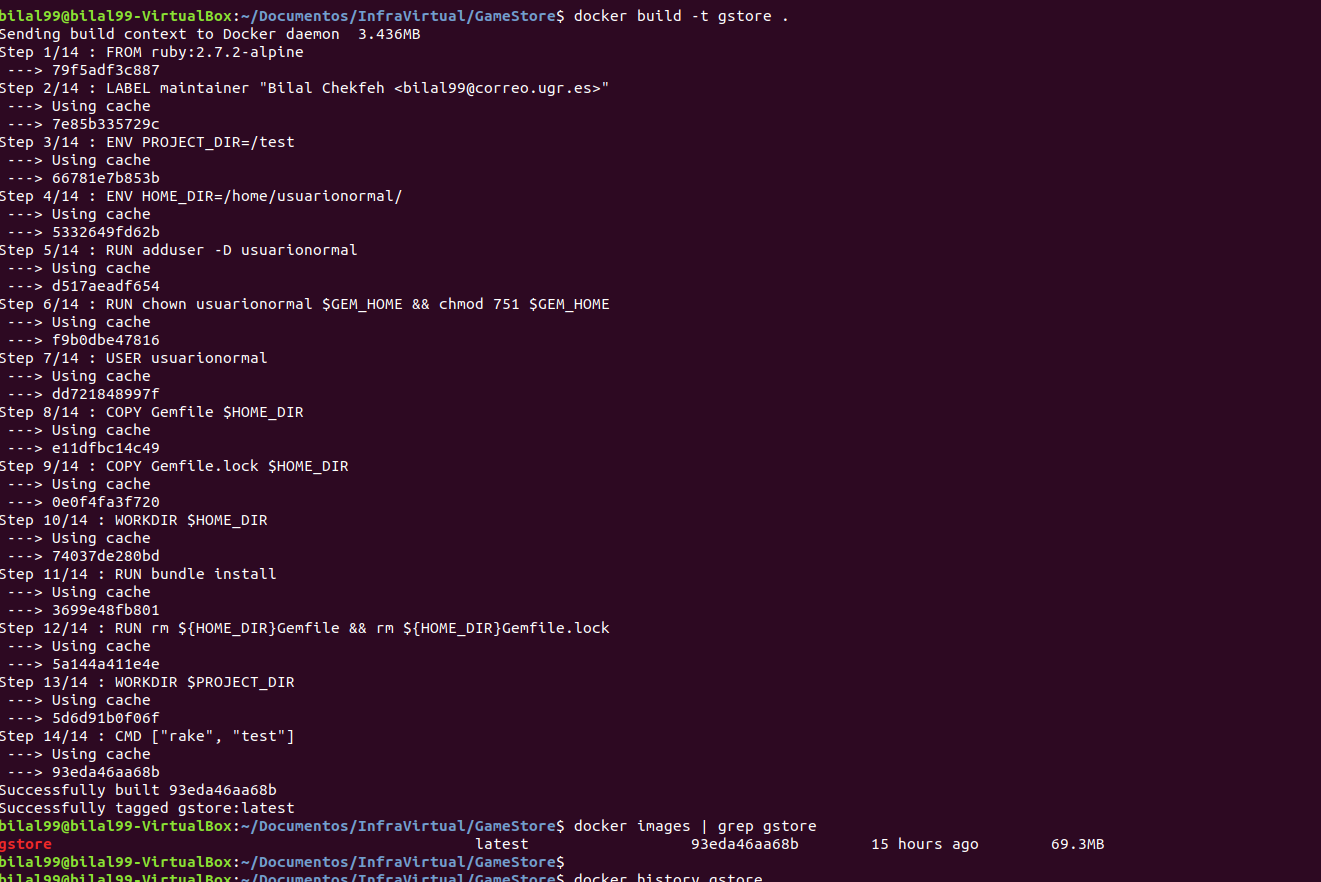 bilal99@bilal99-VirtualBox:~/Documentos/InfraVirtual/GameStore$ docker build -t gstore .
Sending build context to Docker daemon  3.436MB
Step 1/14 : FROM ruby:2.7.2-alpine
 ---> 79f5adf3c887
Step 2/14 : LABEL maintainer "Bilal Chekfeh <bilal99@correo.ugr.es>"
 ---> Using cache
 ---> 7e85b335729c
Step 3/14 : ENV PROJECT_DIR=/test
 ---> Using cache
 ---> 66781e7b853b
Step 4/14 : ENV HOME_DIR=/home/usuarionormal/
 ---> Using cache
 ---> 5332649fd62b
Step 5/14 : RUN adduser -D usuarionormal
 ---> Using cache
 ---> d517aeadf654
Step 6/14 : RUN chown usuarionormal $GEM_HOME && chmod 751 $GEM_HOME
 ---> Using cache
 ---> f9b0dbe47816
Step 7/14 : USER usuarionormal
 ---> Using cache
 ---> dd721848997f
Step 8/14 : COPY Gemfile $HOME_DIR
 ---> Using cache
 ---> e11dfbc14c49
Step 9/14 : COPY Gemfile.lock $HOME_DIR
 ---> Using cache
 ---> 0e0f4fa3f720
Step 10/14 : WORKDIR $HOME_DIR
 ---> Using cache
 ---> 74037de280bd
Step 11/14 : RUN bundle install
 ---> Using cache
 ---> 3699e48fb801
Step 12/14 : RUN rm ${HOME_DIR}Gemfile && rm ${HOME_DIR}Gemfile.lock
 ---> Using cache
 ---> 5a144a411e4e
Step 13/14 : WORKDIR $PROJECT_DIR
 ---> Using cache
 ---> 5d6d91b0f06f
Step 14/14 : CMD ["rake", "test"]
 ---> Using cache
 ---> 93eda46aa68b
Successfully built 93eda46aa68b
Successfully tagged gstore:latest
bilal99@bilal99-VirtualBox:~/Documentos/InfraVirtual/GameStore$ docker images | grep gstore
gstore                                               latest                  93eda46aa68b        15 hours ago        69.3MB
bilal99@bilal99-VirtualBox:~/Documentos/InfraVirtual/GameStore$
bilal99@bilal99-VirtualBox:~/Documentos/InfraVirtual/GameStore$ docker history gstore